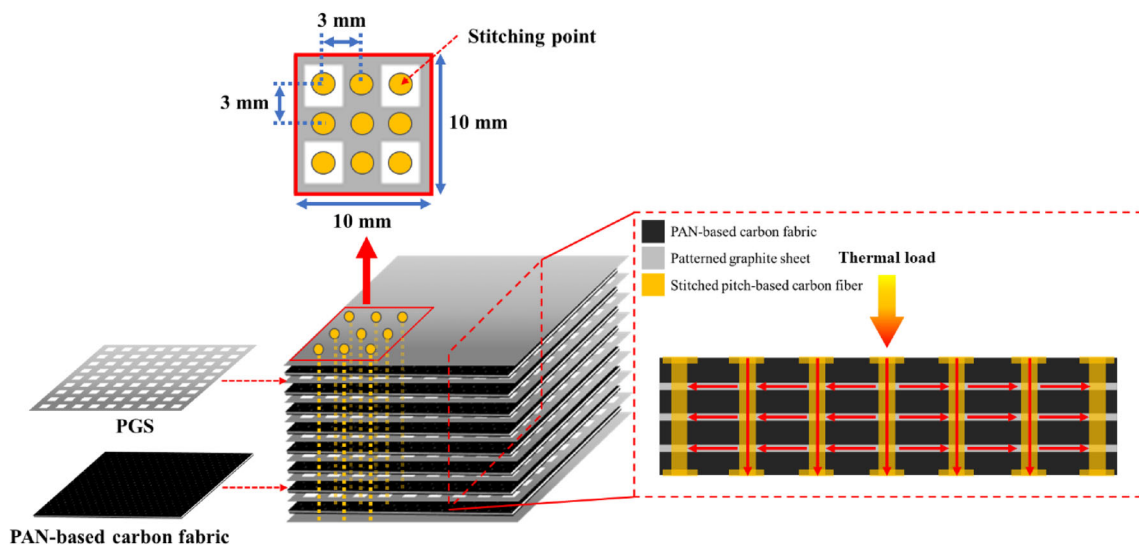 3 mm
Stitching point
3 mm
10 mm
10 mm
PAN-based carbon fabric
Patterned graphite sheet
Stitched pitch-based carbon fiber
Thermal load
PGS
PAN-based carbon fabric